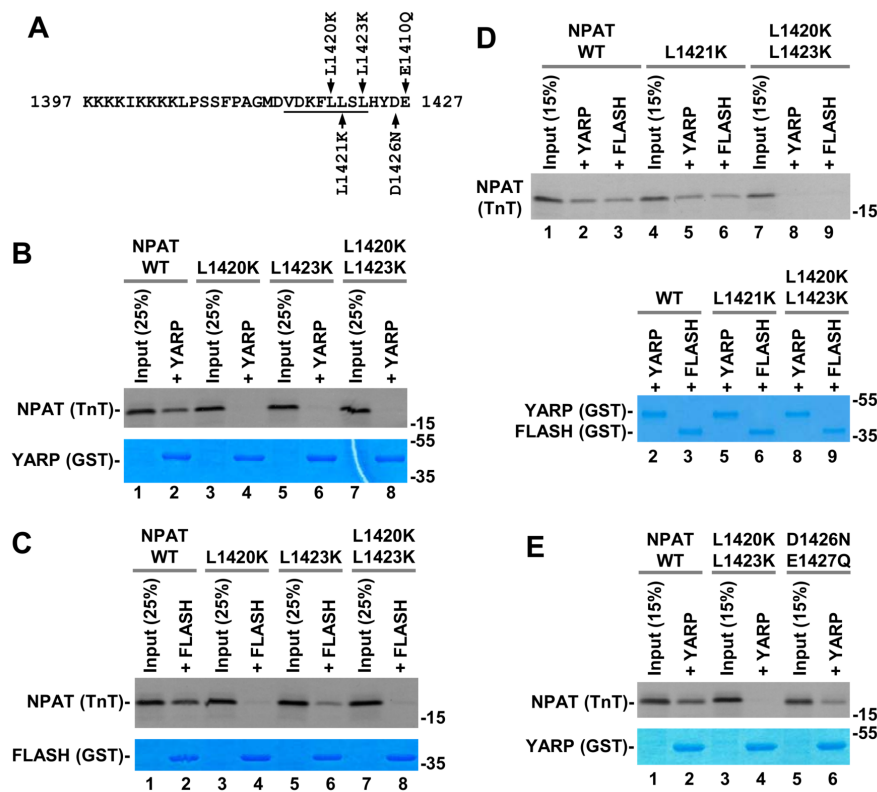 A
L1420K
L1423K
E1410Q
1397 KKKKIKKKKLPSSFPAGMDVDKFLLSLHYDE 1427
L1421K
D1426N
B
NPAT
WT
L1420K
L1423K
L1420K
L1423K
Input (25%)
+ YARP
Input (25%)
+ YARP
Input (25%)
+ YARP
Input (25%)
+ YARP
NPAT (TnT)-
-15
-55
YARP (GST)-
-35
1 2 3 4 5 6 7 8
C
NPAT
WT
L1420K
L1423K
L1420K
L1423K
Input (25%)
+ FLASH
Input (25%)
+ FLASH
Input (25%)
+ FLASH
Input (25%)
+ FLASH
NPAT (TnT)-
-15
FLASH (GST)-
-35
1 2 3 4 5 6 7 8
D
NPAT
WT
L1421K
L1420K
L1423K
Input (15%)
+ YARP
+ FLASH
Input (15%)
+ YARP
+ FLASH
Input (15%)
+ YARP
+ FLASH
NPAT
(TnT)
-15
1 2 3 4 5 6 7 8 9
WT
L1421K
L1420K
L1423K
+ YARP
+ FLASH
+ YARP
+ FLASH
+ YARP
+ FLASH
-55
YARP (GST)-
FLASH (GST)-
-35
2 3 5 6 8 9
E
NPAT
WT
L1420K
L1423K
D1426N
E1427Q
Input (15%)
+ YARP
Input (15%)
+ YARP
Input (15%)
+ YARP
NPAT (TnT)-
-15
-55
YARP (GST)-
1 2 3 4 5 6